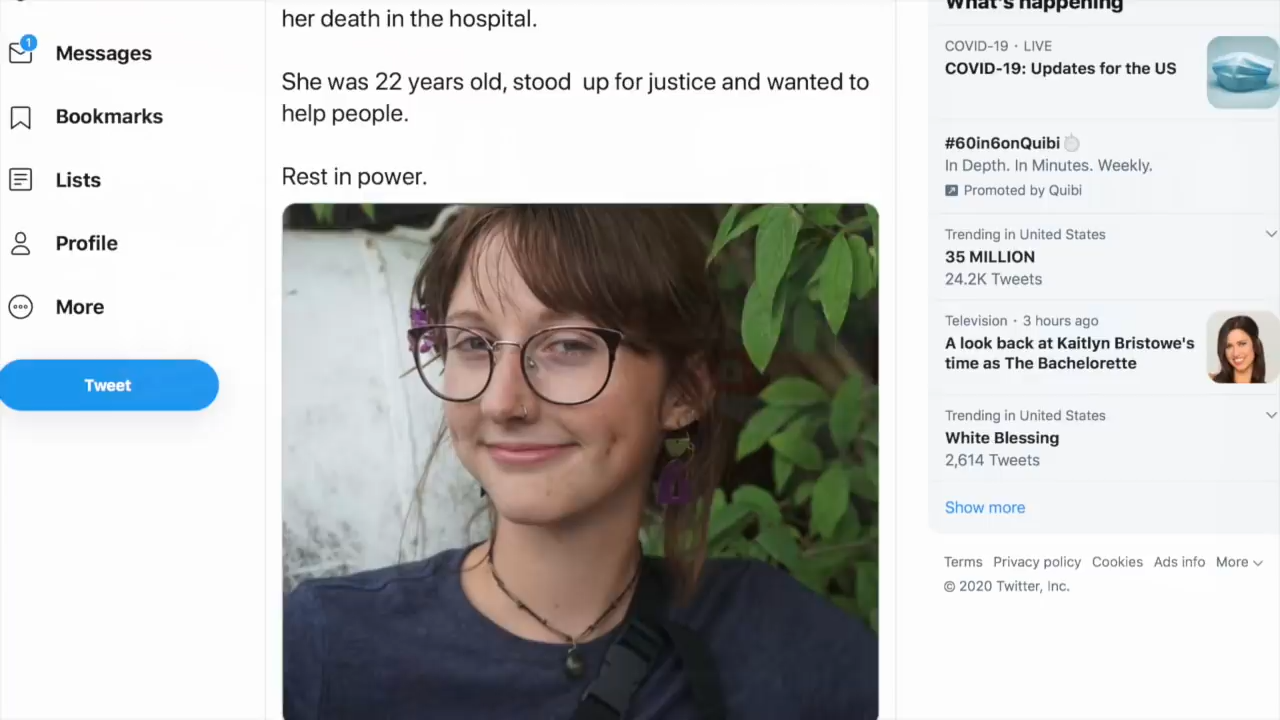 her death in the hospital.
She was 22 years old, stood  up for justice and wanted to
help people.
Rest in power.
1
Messages
Bookmarks
Lists
Profile
More
Tweet
What's happening
COVID-19 · LIVE
COVID-19: Updates for the US
#60in6onQuibi
In Depth. In Minutes. Weekly.
Promoted by Quibi
Trending in United States
35 MILLION
24.2K Tweets
Television · 3 hours ago
A look back at Kaitlyn Bristowe's
time as The Bachelorette
Trending in United States
White Blessing
2,614 Tweets
Show more
Terms Privacy policy Cookies Ads info More
© 2020 Twitter, Inc.